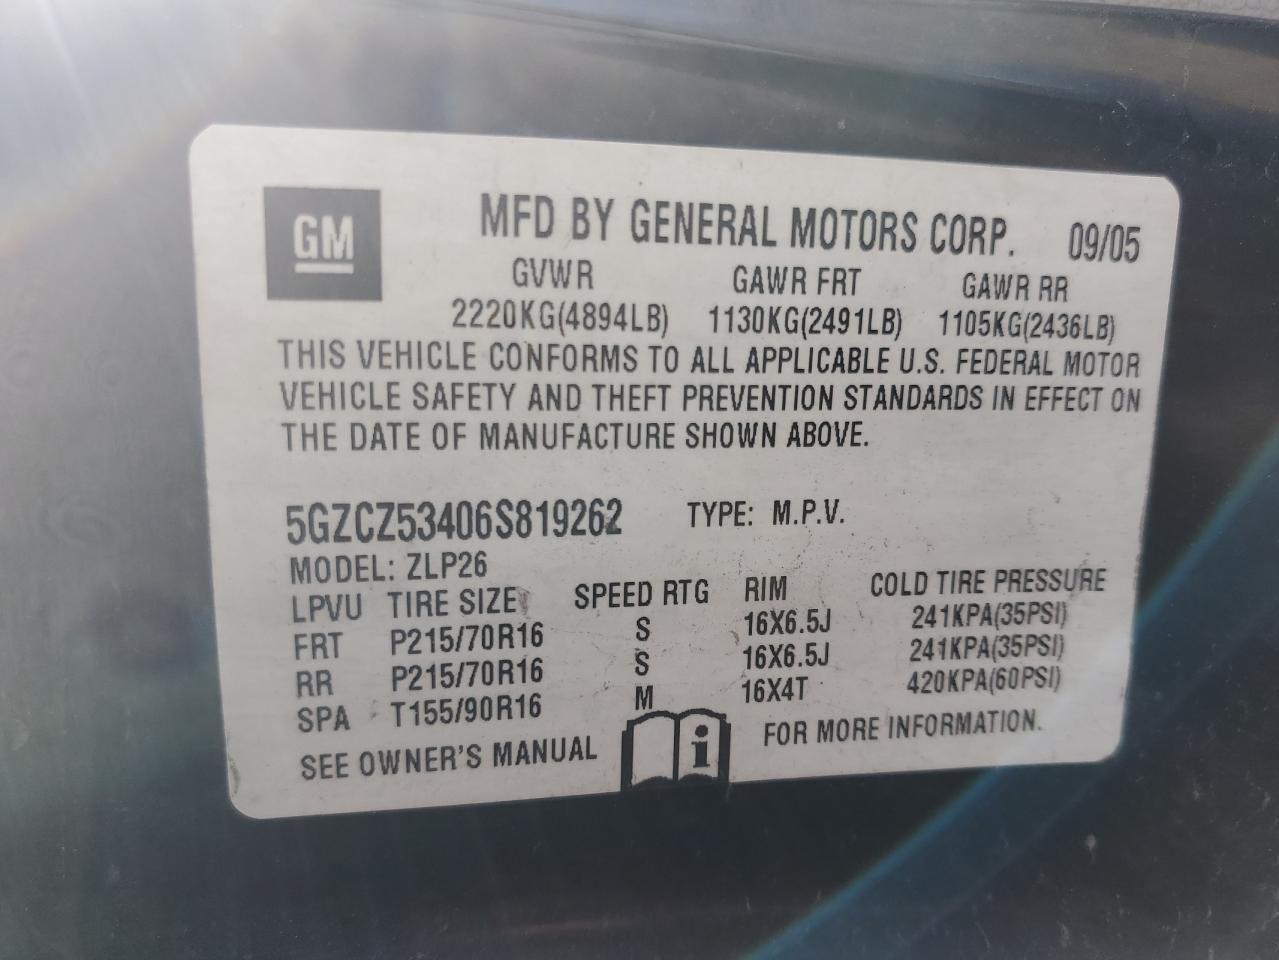 GM
MFD BY GENERAL MOTORS CORP. 09/05
GVWR GAWR FRT GAWR RR
2220KG(4894LB) 1130KG(2491LB) 1105KG(2436LB)
THIS VEHICLE CONFORMS TO ALL APPLICABLE U.S. FEDERAL MOTOR
VEHICLE SAFETY AND THEFT PREVENTION STANDARDS IN EFFECT ON
THE DATE OF MANUFACTURE SHOWN ABOVE.
5GZCZ53406S819262 TYPE: M.P.V.
MODEL: ZLP26
LPVU TIRE SIZE SPEED RTG RIM COLD TIRE PRESSURE
FRT P215/70R16 S 16X6.5J 241KPA(35PSI)
RR P215/70R16 S 16X6.5J 241KPA(35PSI)
SPA T155/90R16 M 16X4T 420KPA(60PSI)
SEE OWNER'S MANUAL i FOR MORE INFORMATION.